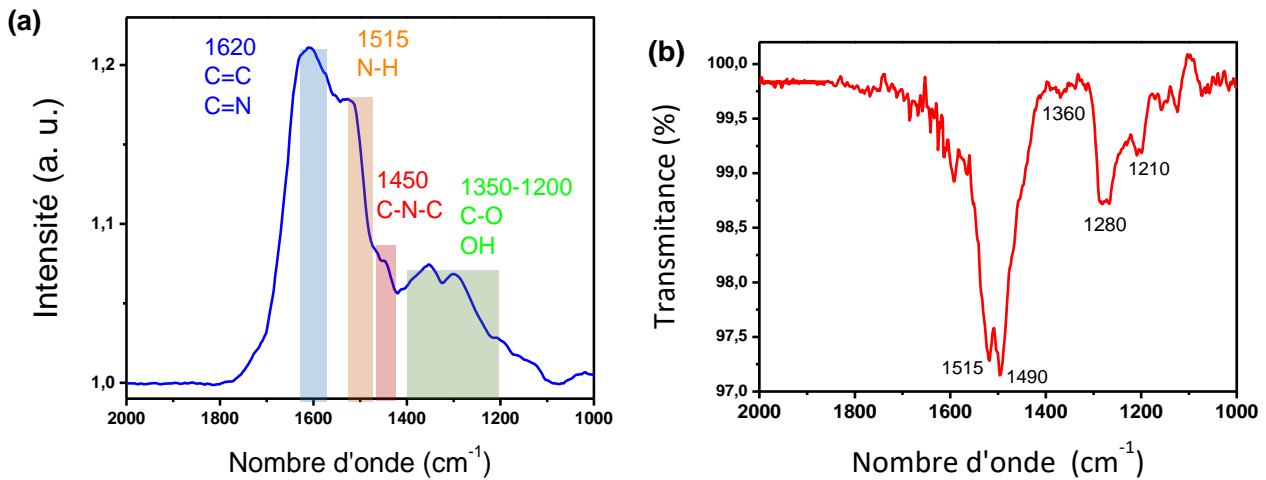 (a)
1620
C=C
C=N
1515
N-H
1450
C-N-C
1350-1200
C-O
OH
Intensité (a. u.)
1,2
1,1
1,0
2000 1800 1600 1400 1200 1000
Nombre d'onde (cm⁻¹)
(b)
Transmitance (%)
100,0
99,5
99,0
98,5
98,0
97,5
97,0
1360
1210
1280
1515
1490
2000 1800 1600 1400 1200 1000
Nombre d'onde (cm⁻¹)